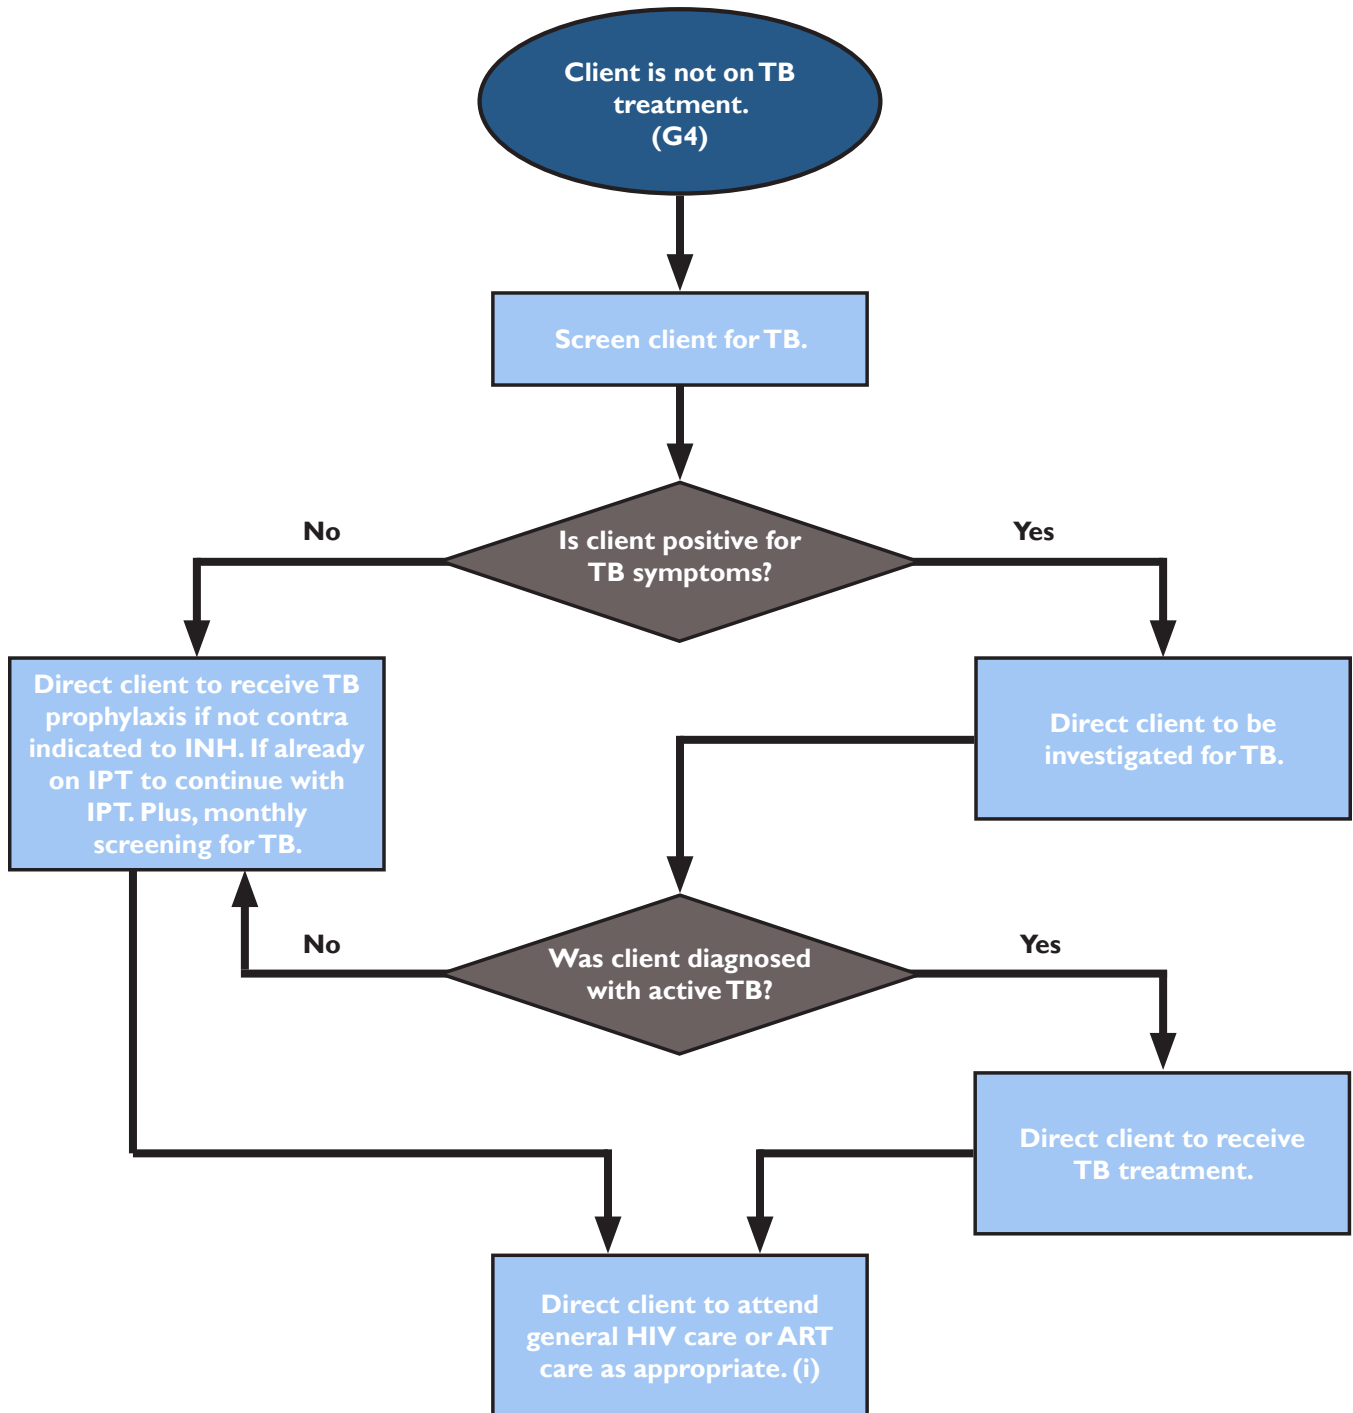 Client is not on TB
treatment.
(G4)
Screen client for TB.
Is client positive for
TB symptoms?
No
Yes
Direct client to receive TB
prophylaxis if not contra
indicated to INH. If already
on IPT to continue with
IPT. Plus, monthly
screening for TB.
Direct client to be
investigated for TB.
Was client diagnosed
with active TB?
No
Yes
Direct client to receive
TB treatment.
Direct client to attend
general HIV care or ART
care as appropriate. (i)